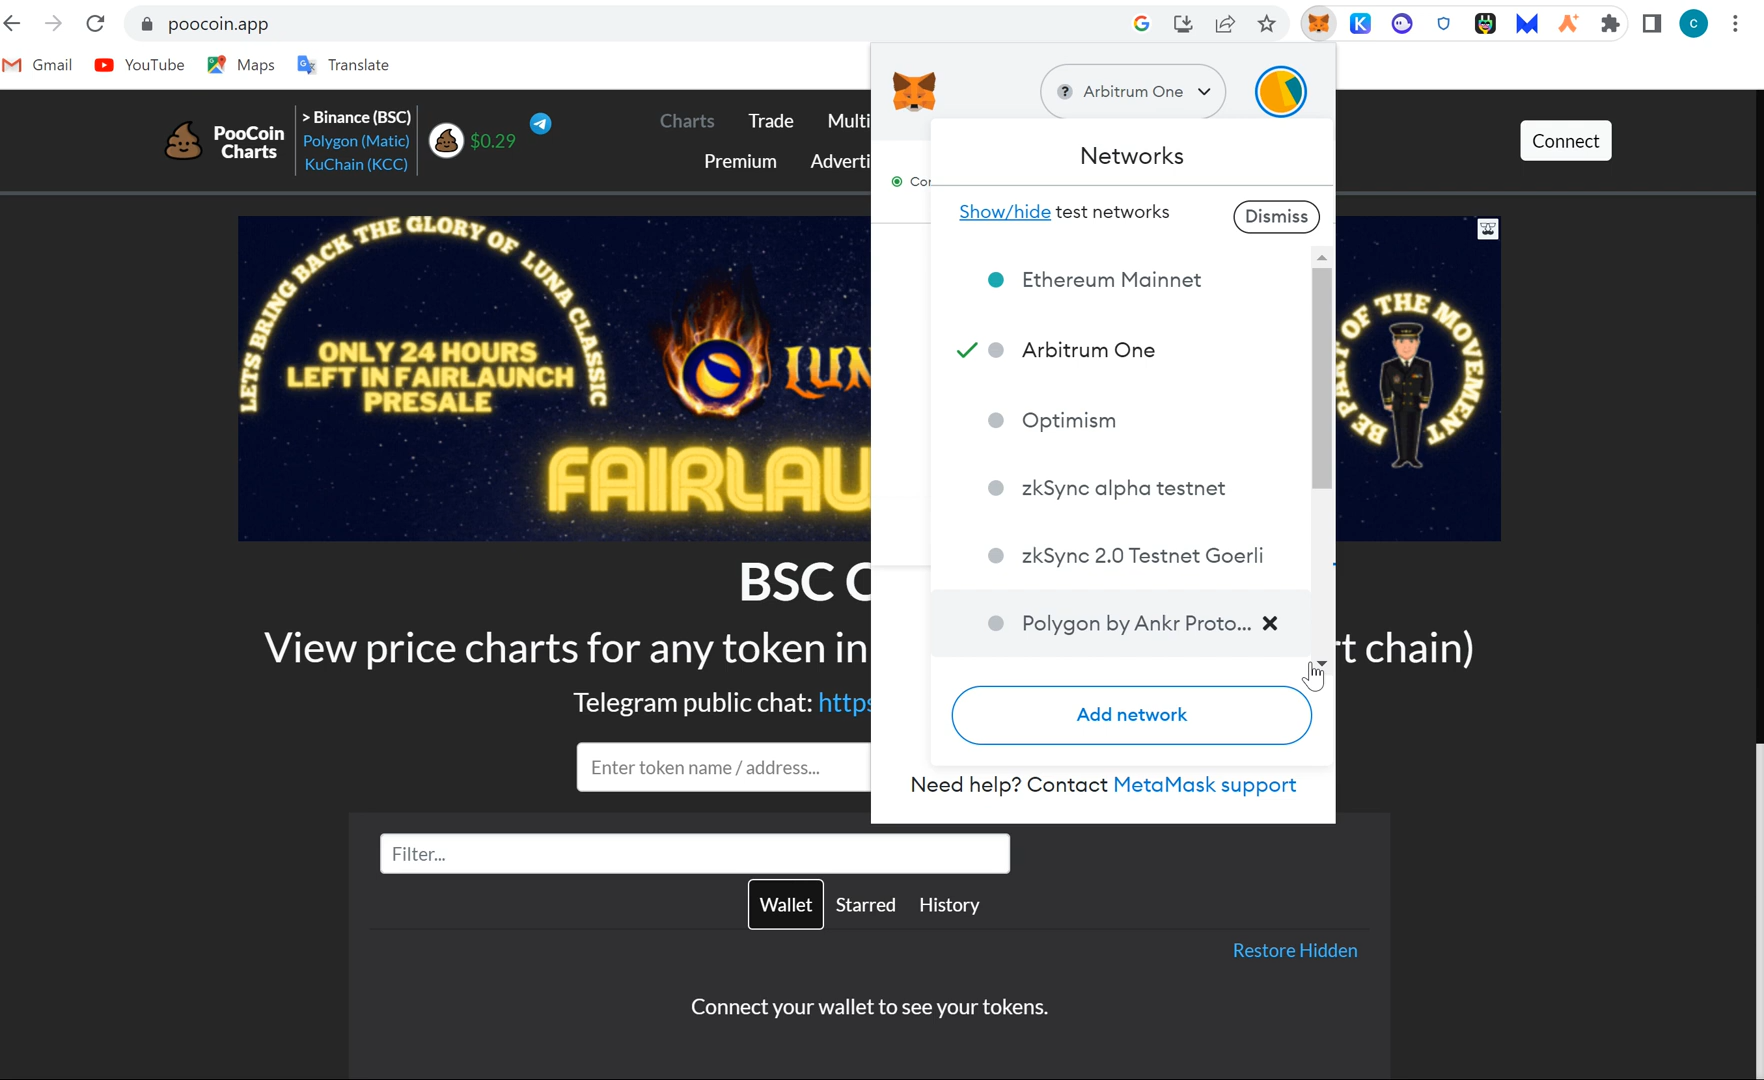 poocoin.app
Gmail YouTube Maps Translate
C
PooCoin
Charts
> Binance (BSC)
Polygon (Matic)
KuChain (KCC)
$0.29
Charts Trade Multi
Premium Adverti
Connect
? Arbitrum One
Con
Networks
Show/hide test networks
Dismiss
Ethereum Mainnet
Arbitrum One
Optimism
zkSync alpha testnet
zkSync 2.0 Testnet Goerli
Polygon by Ankr Proto...
Add network
Need help? Contact MetaMask support
LETS BRING BACK THE GLORY OF LUNA CLASSIC
ONLY 24 HOURS
LEFT IN FAIRLAUNCH
PRESALE
LUN
FAIRLAU
BE PART OF THE MOVEMENT
BSC C
View price charts for any token in rt chain)
Telegram public chat: https
Enter token name / address...
Filter...
Wallet Starred History
Restore Hidden
Connect your wallet to see your tokens.